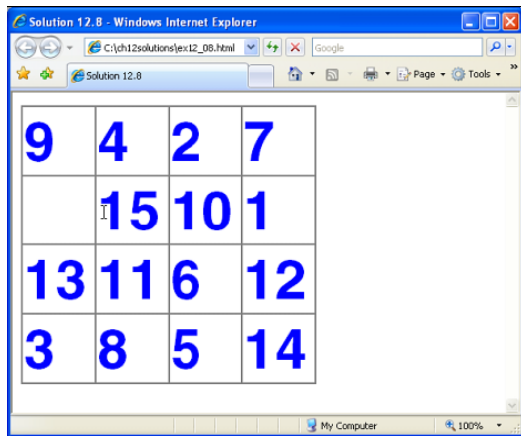 Solution 12.8 - Windows Internet Explorer
C:\ch12solutions\ex12_08.html
Google
Solution 12.8
Page
Tools
»
9 4 2 7
15 10 1
13 11 6 12
3 8 5 14
My Computer
100%